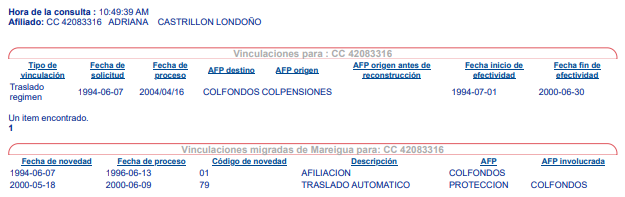 Hora de la consulta : 10:49:39 AM
Afiliado: CC 42083316 ADRIANA CASTRILLON LONDOÑO
Vinculaciones para : CC 42083316
Tipo de vinculación Fecha de solicitud Fecha de proceso AFP destino AFP origen AFP origen antes de reconstrucción Fecha inicio de efectividad Fecha fin de efectividad
Traslado regimen 1994-06-07 2004/04/16 COLFONDOS COLPENSIONES 1994-07-01 2000-06-30
Un item encontrado.
1
Vinculaciones migradas de Mareigua para: CC 42083316
Fecha de novedad Fecha de proceso Código de novedad Descripción AFP AFP involucrada
1994-06-07 1996-06-13 01 AFILIACION COLFONDOS
2000-05-18 2000-06-09 79 TRASLADO AUTOMATICO PROTECCION COLFONDOS